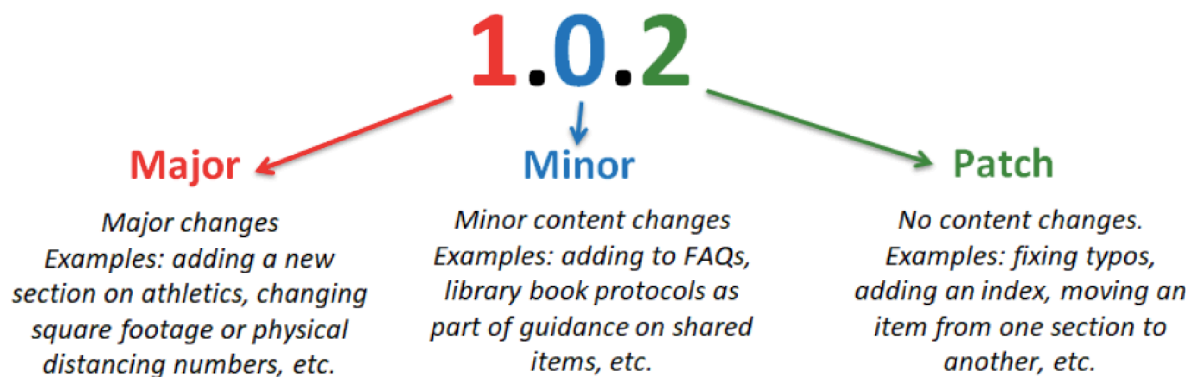 1.0.2
Major
Major changes
Examples: adding a new
section on athletics, changing
square footage or physical
distancing numbers, etc.
Minor
Minor content changes
Examples: adding to FAQs,
library book protocols as
part of guidance on shared
items, etc.
Patch
No content changes.
Examples: fixing typos,
adding an index, moving an
item from one section to
another, etc.